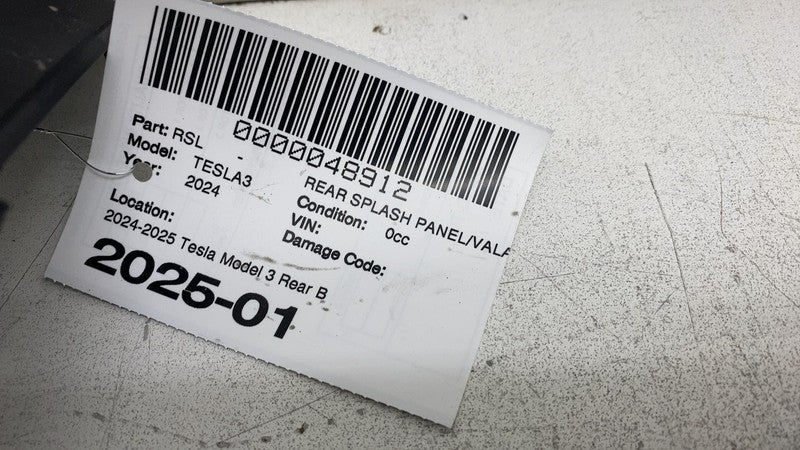 0000048912
Part: RSL - REAR SPLASH PANEL/VALA
Model: TESLA3 Condition: 0cc
Year: 2024 VIN:
Damage Code:
Location:
2024-2025 Tesla Model 3 Rear B
2025-01